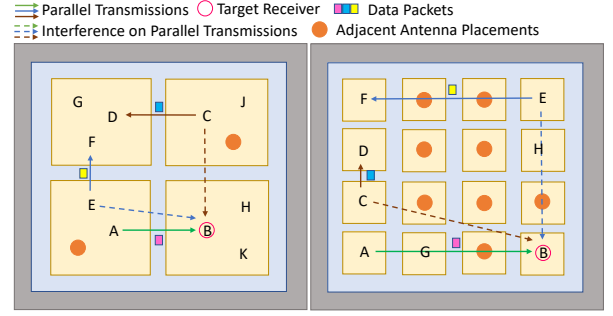 Parallel Transmissions Target Receiver Data Packets
Interference on Parallel Transmissions Adjacent Antenna Placements
G D C J
F
E H
A B
K
F E
D H
C
A G B